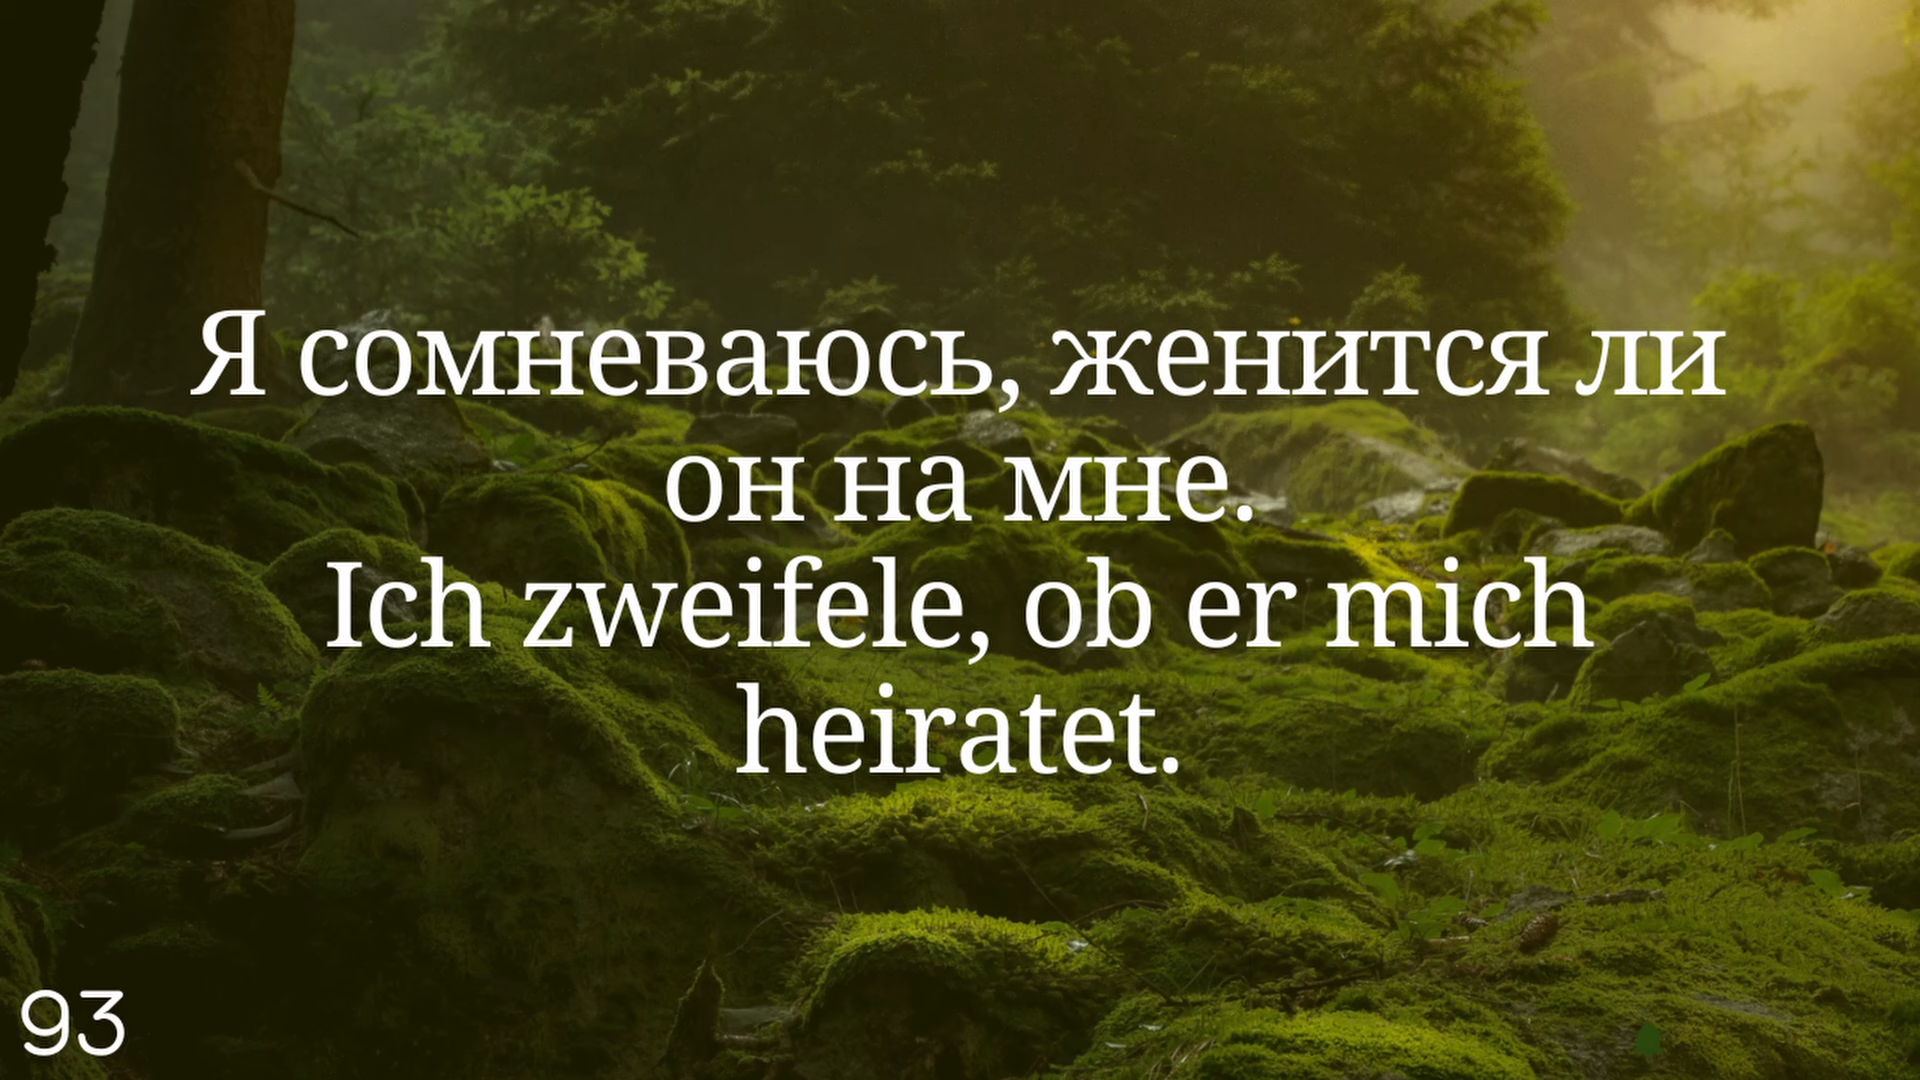 Я сомневаюсь, женится ли
он на мне.
Ich zweifele, ob er mich
heiratet.
93